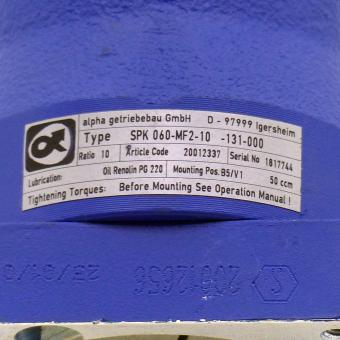 alpha getriebebau GmbH D - 97999 Igersheim
Type SPK 060-MF2-10 -131-000
Ratio 10 Article Code 20012337 Serial No 1817744
Lubrication: Oil Renolin PG 220 Mounting Pos. B5/V1 50 ccm
Tightening Torques: Before Mounting See Operation Manual !
20012656